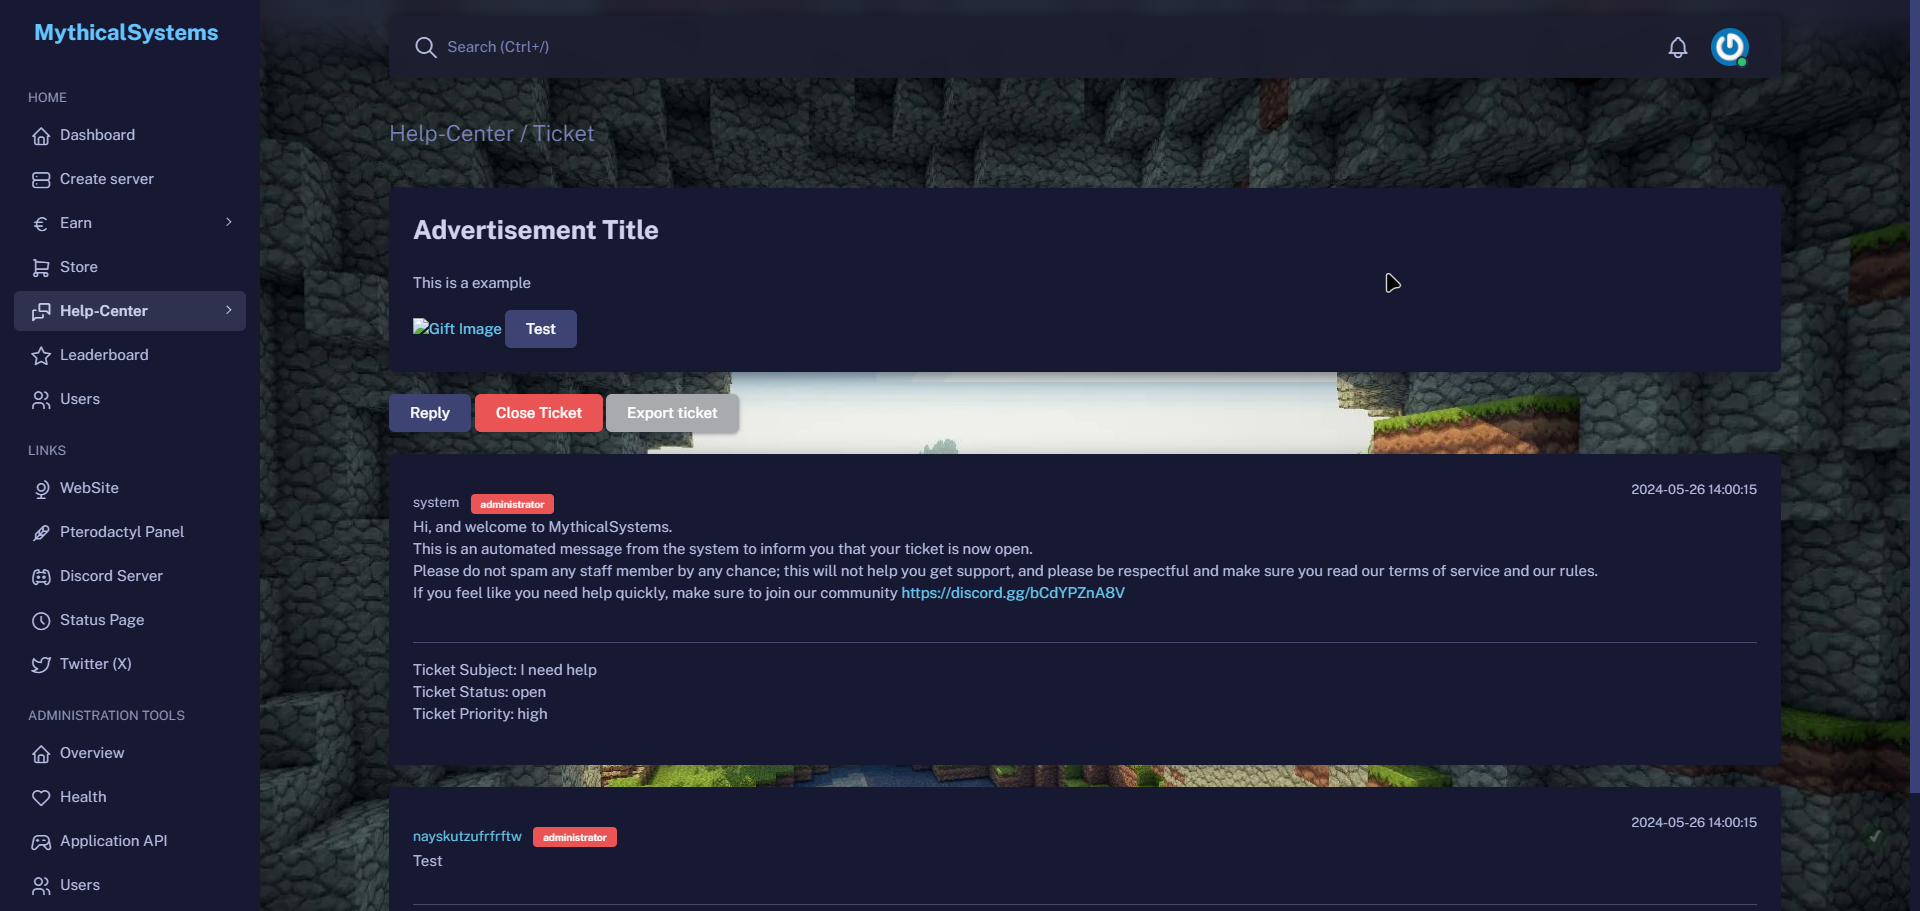 MythicalSystems
HOME
Dashboard
Create server
Earn
Store
Help-Center
Leaderboard
Users
LINKS
WebSite
Pterodactyl Panel
Discord Server
Status Page
Twitter (X)
ADMINISTRATION TOOLS
Overview
Health
Application API
Users
Search (Ctrl+/)
Help-Center / Ticket
Advertisement Title
This is a example
Gift Image Test
Reply Close Ticket Export ticket
2024-05-26 14:00:15
system administrator
Hi, and welcome to MythicalSystems.
This is an automated message from the system to inform you that your ticket is now open.
Please do not spam any staff member by any chance; this will not help you get support, and please be respectful and make sure you read our terms of service and our rules.
If you feel like you need help quickly, make sure to join our community https://discord.gg/bCdYPZnA8V
Ticket Subject: I need help
Ticket Status: open
Ticket Priority: high
2024-05-26 14:00:15
nayskutzufrfrftw administrator
Test